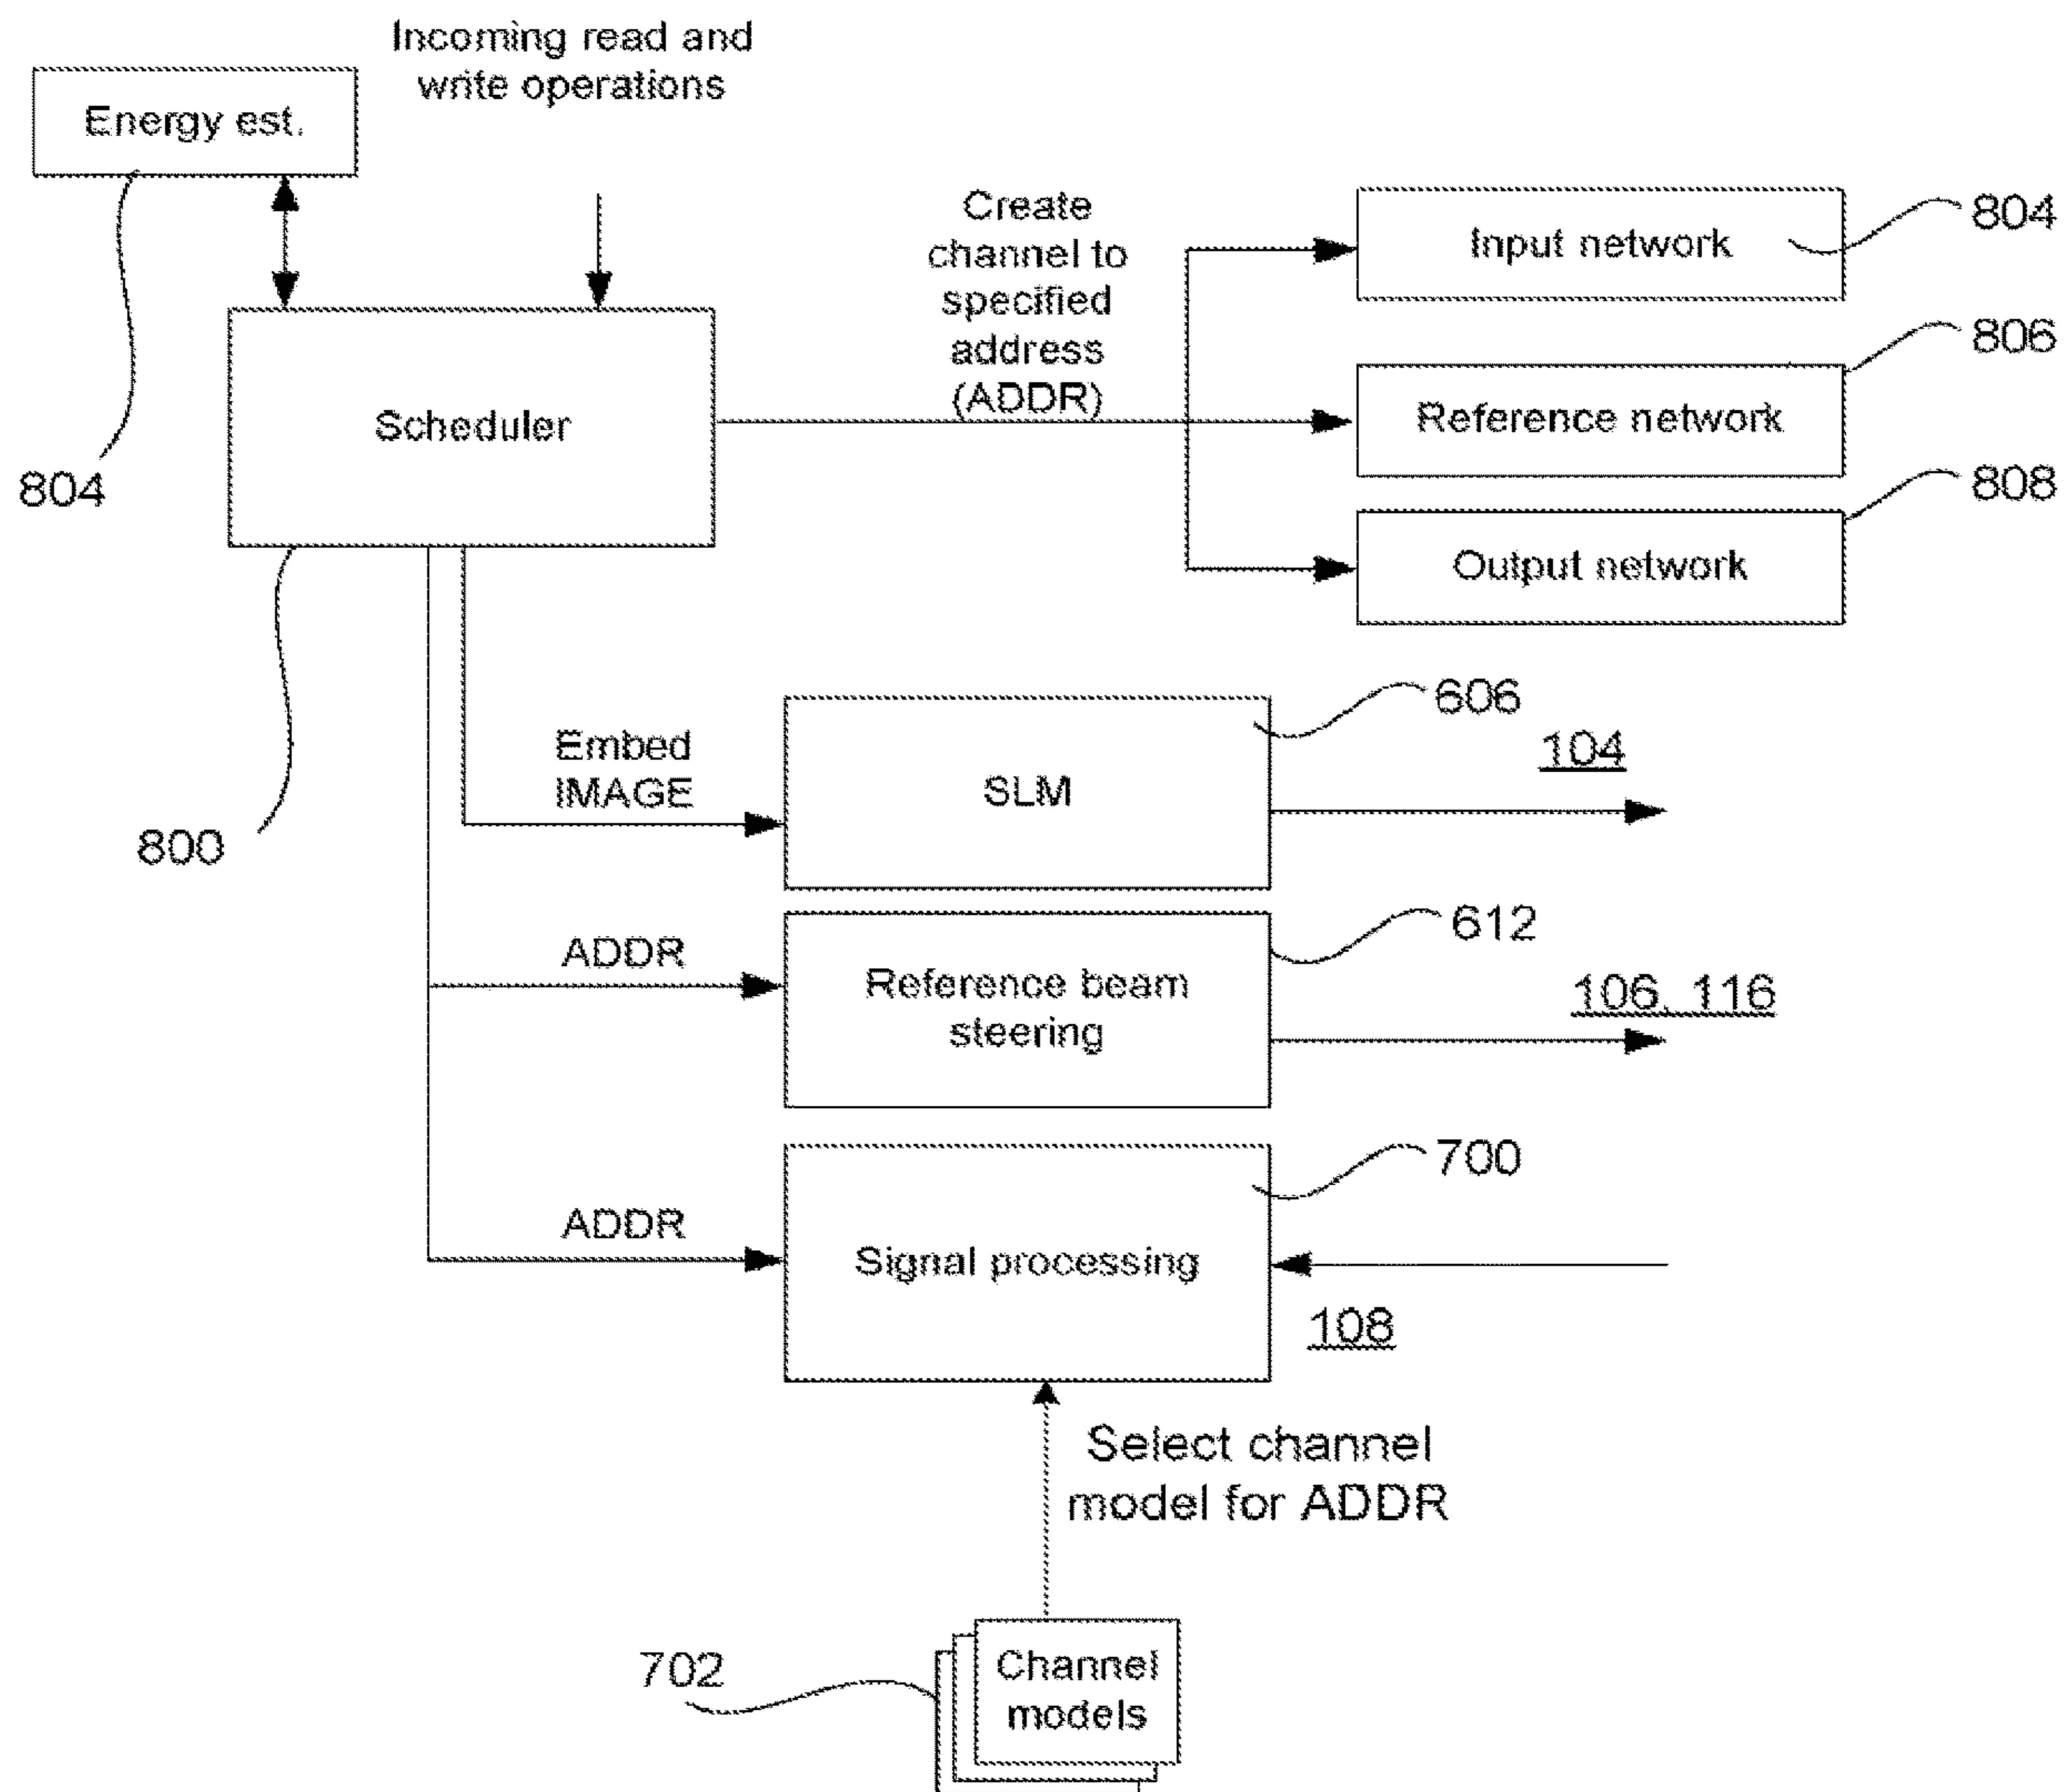 Incoming read and
write operations
Energy est.
804
Create
channel to
specified
address
(ADDR)
Input network
804
806
Reference network
808
Output network
Scheduler
800
606
Embed
IMAGE
SLM
104
612
ADDR
Reference beam
steering
106, 116
700
ADDR
Signal processing
108
Select channel
model for ADDR
702
Channel
models